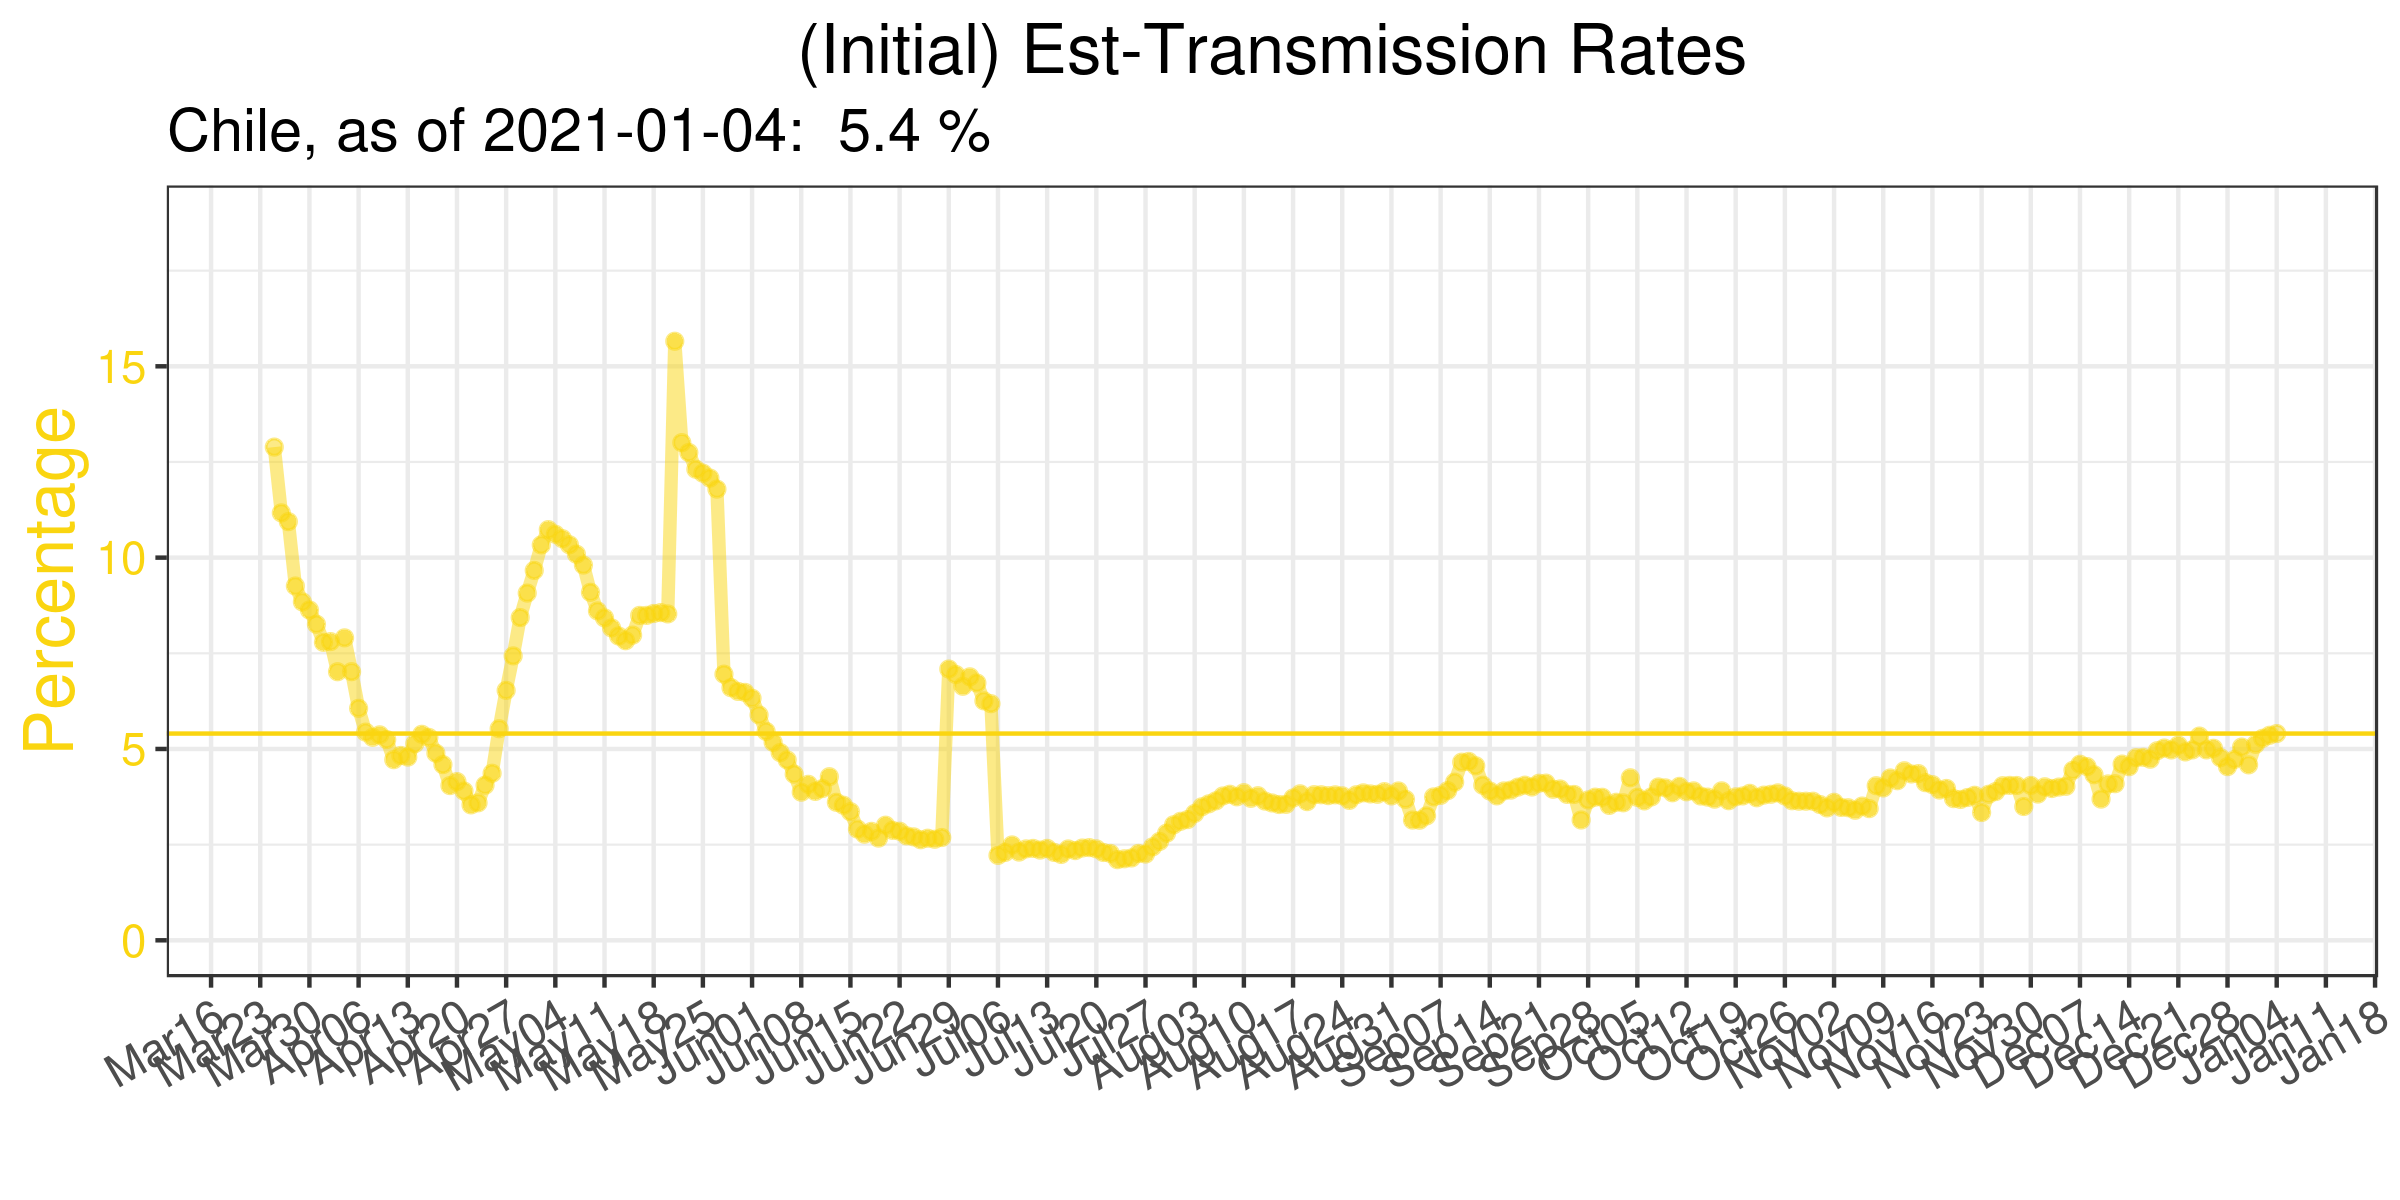 (Initial) Est-Transmission Rates
Chile, as of 2021-01-04:  5.4 %
Percentage
15
10
5
0
Mar16
Mar23
Mar30
Apr06
Apr13
Apr20
Apr27
May04
May11
May18
May25
Jun01
Jun08
Jun15
Jun22
Jun29
Jul06
Jul13
Jul20
Jul27
Aug03
Aug10
Aug17
Aug24
Aug31
Sep07
Sep14
Sep21
Sep28
Oct05
Oct12
Oct19
Oct26
Nov02
Nov09
Nov16
Nov23
Nov30
Dec07
Dec14
Dec21
Dec28
Jan04
Jan11
Jan18